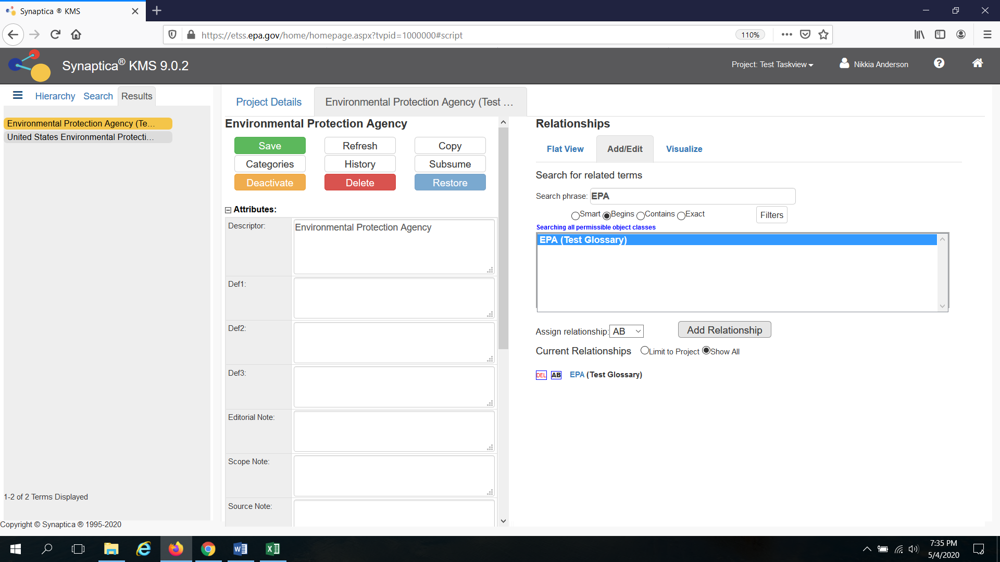 Synaptica ® KMS
https://etss.epa.gov/home/homepage.aspx?tvpid=1000000#script
110%
Synaptica® KMS 9.0.2
Project: Test Taskview
Nikkia Anderson
Hierarchy
Search
Results
Environmental Protection Agency (Te...
United States Environmental Protecti...
1-2 of 2 Terms Displayed
Copyright © Synaptica ® 1995-2020
Project Details
Environmental Protection Agency (Test ...
Environmental Protection Agency
Save
Refresh
Copy
Categories
History
Subsume
Deactivate
Delete
Restore
Attributes:
Descriptor:
Environmental Protection Agency
Def1:
Def2:
Def3:
Editorial Note:
Scope Note:
Source Note:
Relationships
Flat View
Add/Edit
Visualize
Search for related terms
Search phrase: EPA
Smart Begins Contains Exact
Filters
Searching all permissible object classes
EPA (Test Glossary)
Assign relationship: AB
Add Relationship
Current Relationships Limit to Project Show All
DEL AB EPA (Test Glossary)
7:35 PM
5/4/2020